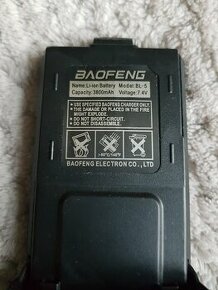 BAOFENG
Name:Li-ion Battery Model:BL-5
Capacity:3800mAh Voltage:7.4V
● USE SPECIFIED BAOFENG CHARGER ONLY.
● THE DAMAGE OR PLACED IN THE FIRE
MIGHT EXPLODE.
● DO NOT SHORT-CIRCUIT.
● DO NOT DISASSEMBLE.
BAOFENG ELECTRON CO., LTD